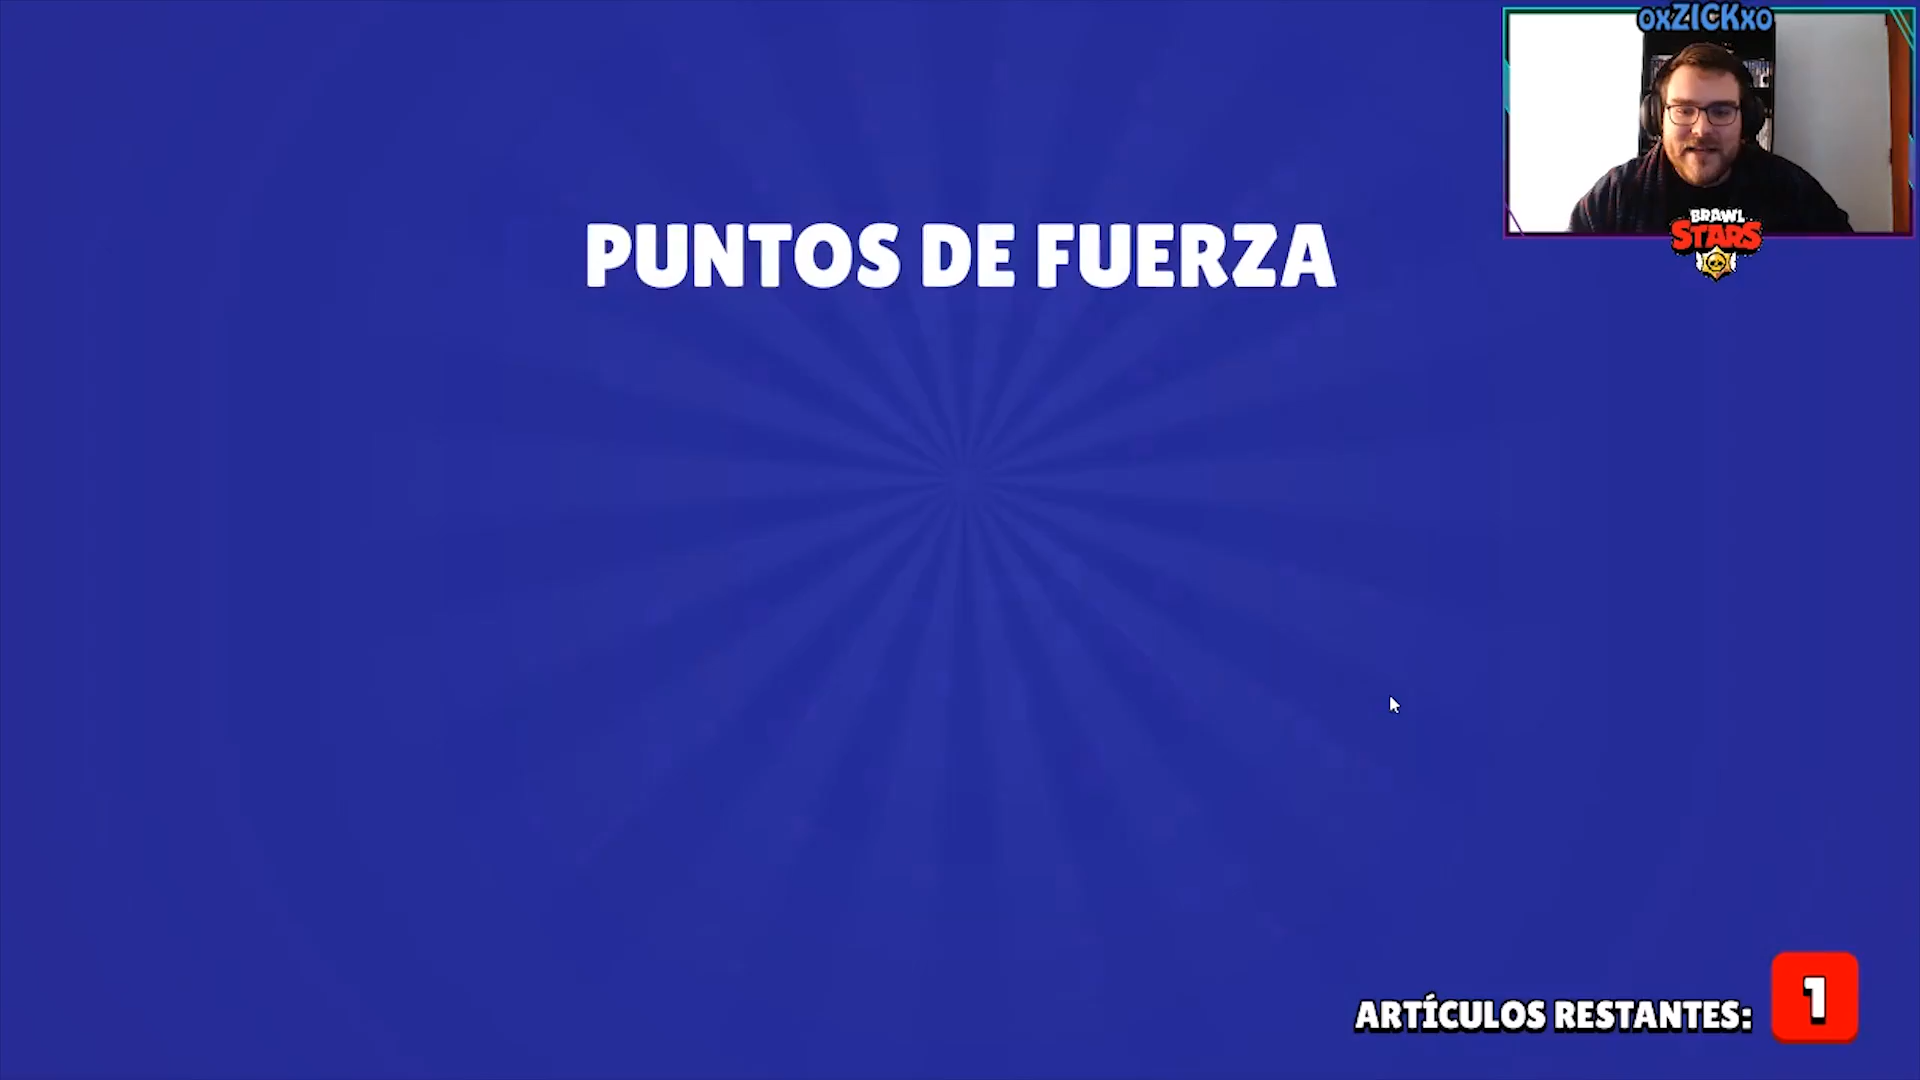 oxZICKxo
BRAWL
STARS
PUNTOS DE FUERZA
ARTÍCULOS RESTANTES: 1